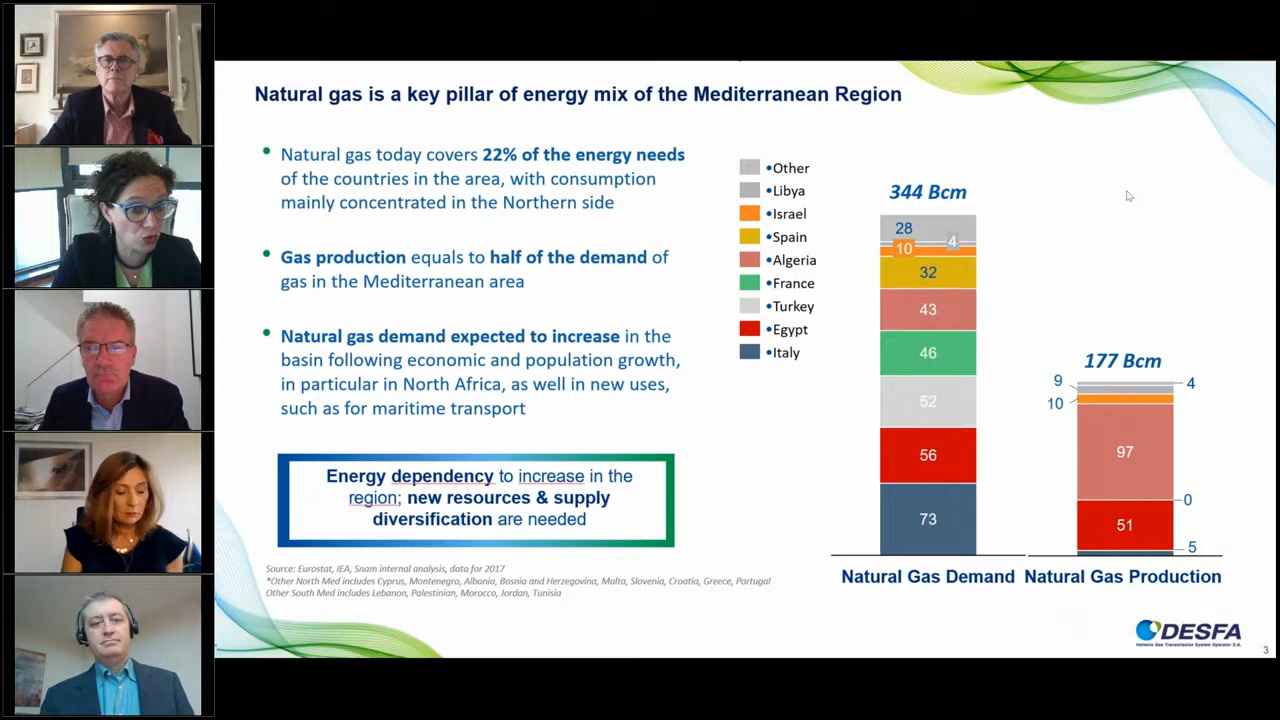 Natural gas is a key pillar of energy mix of the Mediterranean Region
• Natural gas today covers 22% of the energy needs
of the countries in the area, with consumption
mainly concentrated in the Northern side
• Gas production equals to half of the demand of
gas in the Mediterranean area
• Natural gas demand expected to increase in the
basin following economic and population growth,
in particular in North Africa, as well in new uses,
such as for maritime transport
Energy dependency to increase in the
region; new resources & supply
diversification are needed
Source: Eurostat, IEA, Snam internal analysis, data for 2017
*Other North Med includes Cyprus, Montenegro, Albania, Bosnia and Herzegovina, Malta, Slovenia, Croatia, Greece, Portugal
Other South Med includes Lebanon, Palestinian, Morocco, Jordan, Tunisia
•Other
•Libya
•Israel
•Spain
•Algeria
•France
•Turkey
•Egypt
•Italy
344 Bcm
28
4
10
32
43
46
52
56
73
Natural Gas Demand
177 Bcm
9
4
10
97
0
51
5
Natural Gas Production
DESFA
Hellenic Gas Transmission System Operator S.A.
3